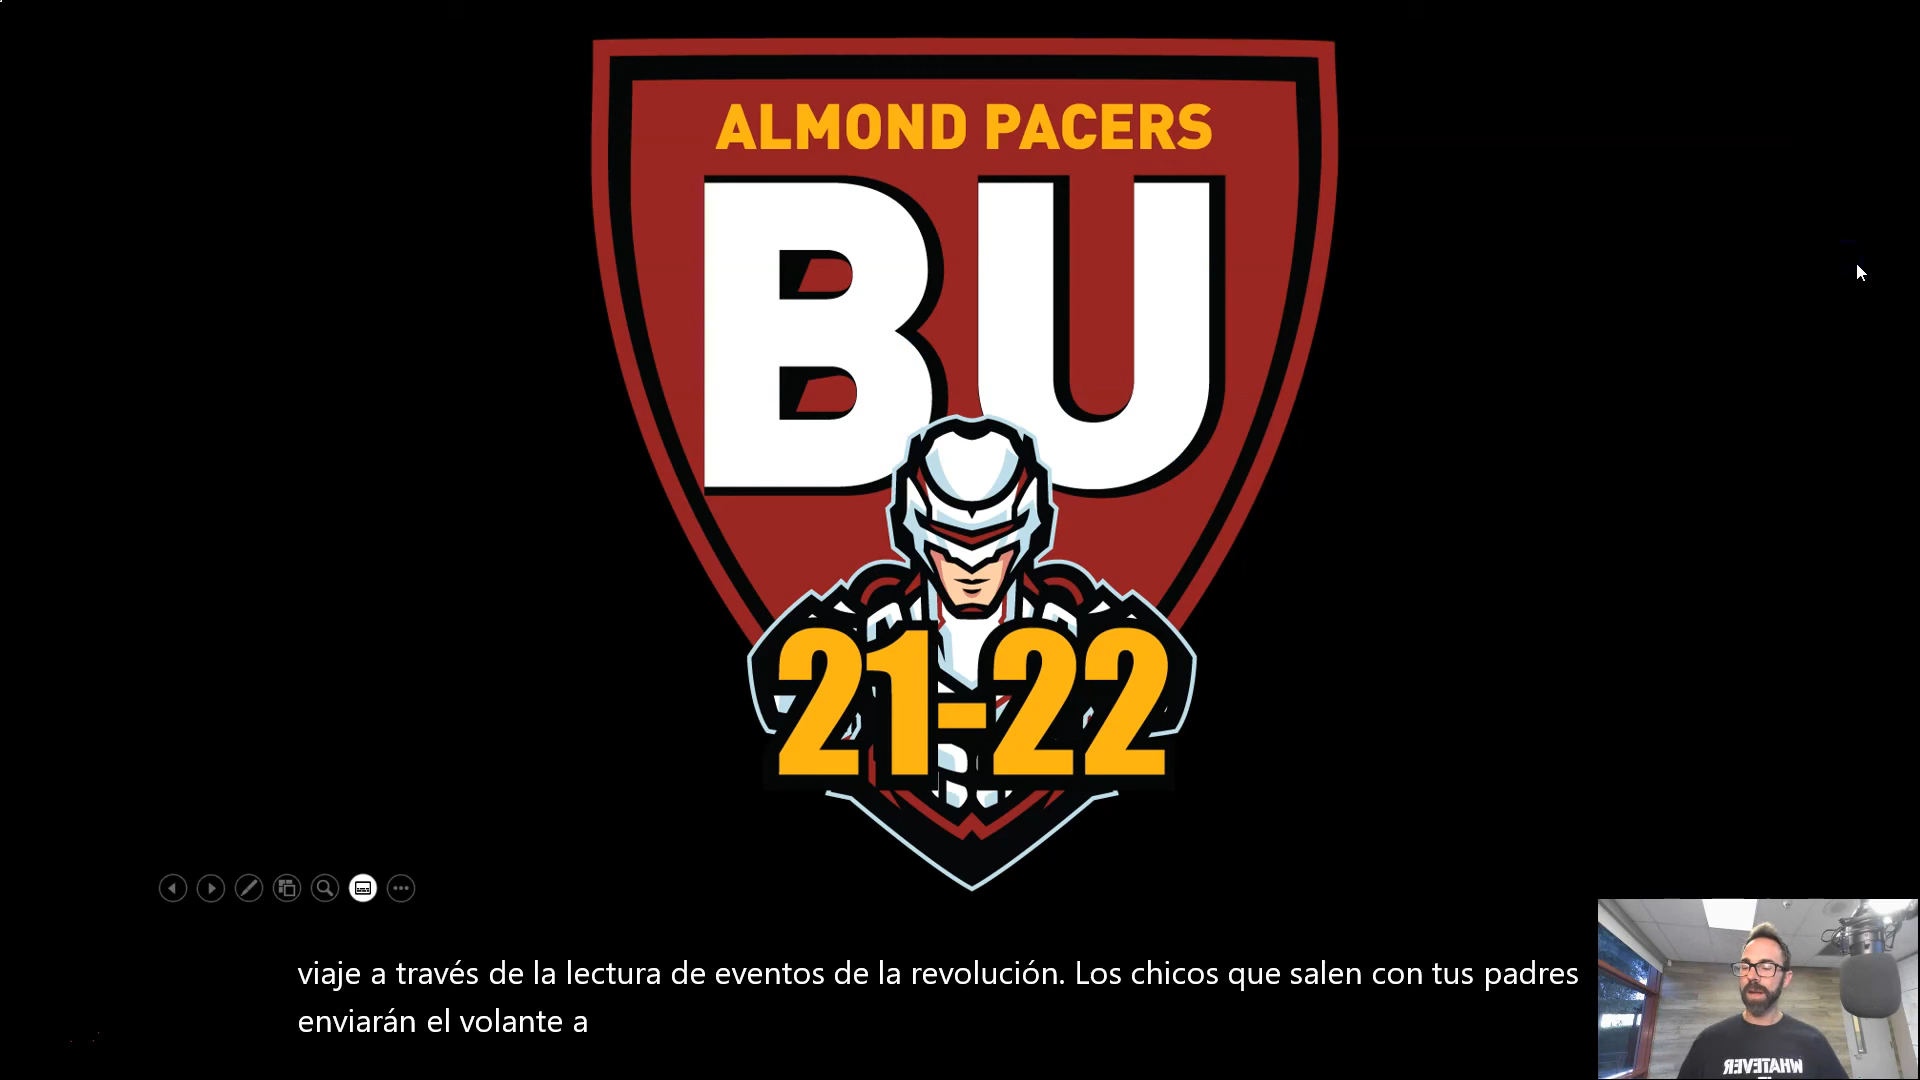 ALMOND PACERS
BU
21-22
viaje a través de la lectura de eventos de la revolución. Los chicos que salen con tus padres
enviarán el volante a
WHATEVER